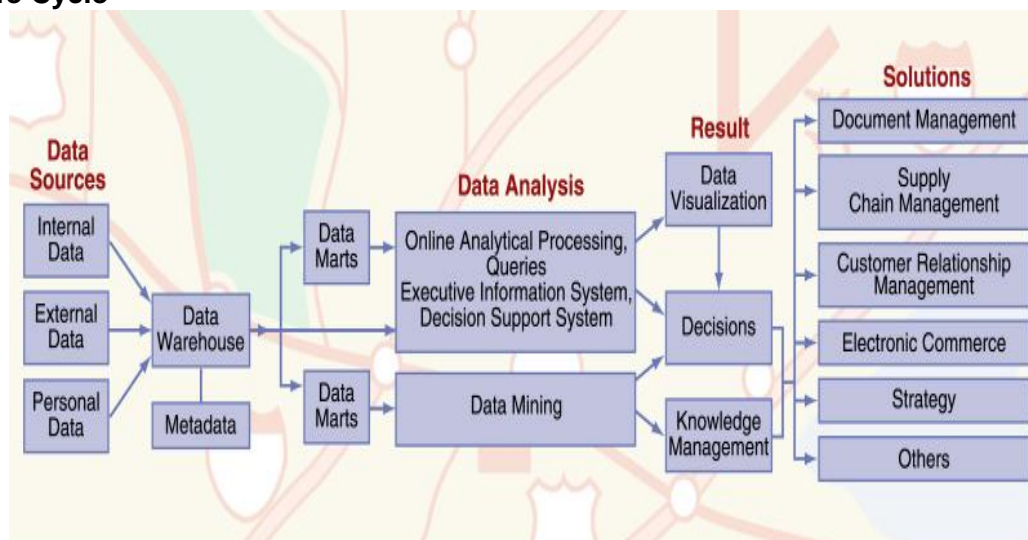 Cycle
Data
Sources
Internal
Data
External
Data
Personal
Data
Data
Warehouse
Metadata
Data
Marts
Data
Marts
Data Analysis
Online Analytical Processing,
Queries
Executive Information System,
Decision Support System
Data Mining
Result
Data
Visualization
Decisions
Knowledge
Management
Solutions
Document Management
Supply
Chain Management
Customer Relationship
Management
Electronic Commerce
Strategy
Others